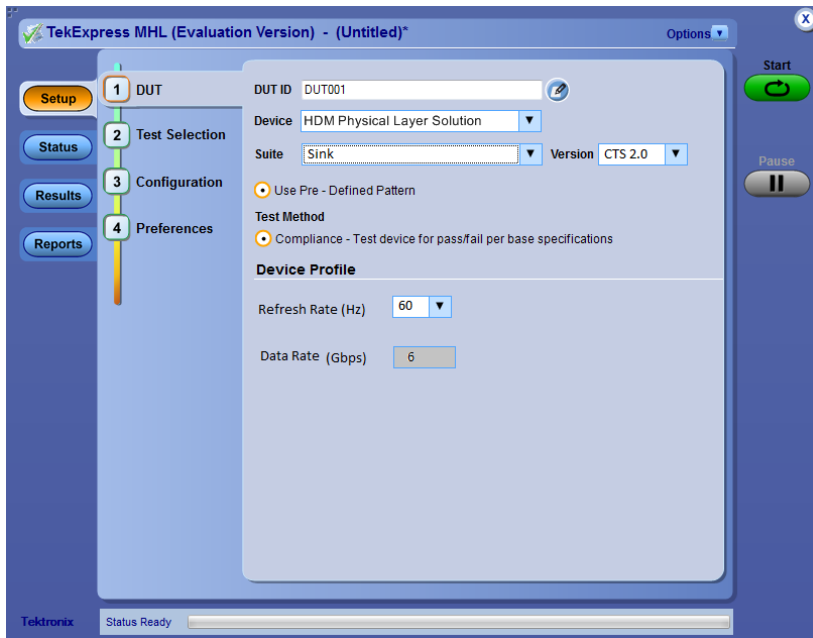 TekExpress MHL (Evaluation Version) - (Untitled)*
Options
X
Start
Pause
Setup
Status
Results
Reports
1 DUT
2 Test Selection
3 Configuration
4 Preferences
DUT ID DUT001
Device HDM Physical Layer Solution
Suite Sink Version CTS 2.0
Use Pre - Defined Pattern
Test Method
Compliance - Test device for pass/fail per base specifications
Device Profile
Refresh Rate (Hz) 60
Data Rate (Gbps) 6
Tektronix Status Ready